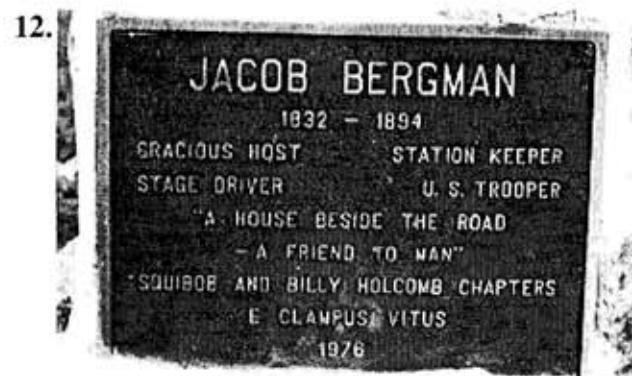 12.
JACOB BERGMAN
1832 - 1894
GRACIOUS HOST STATION KEEPER
STAGE DRIVER U. S. TROOPER
"A HOUSE BESIDE THE ROAD
- A FRIEND TO MAN"
SQUIBOB AND BILLY HOLCOMB CHAPTERS
E CLAMPUS VITUS
1976